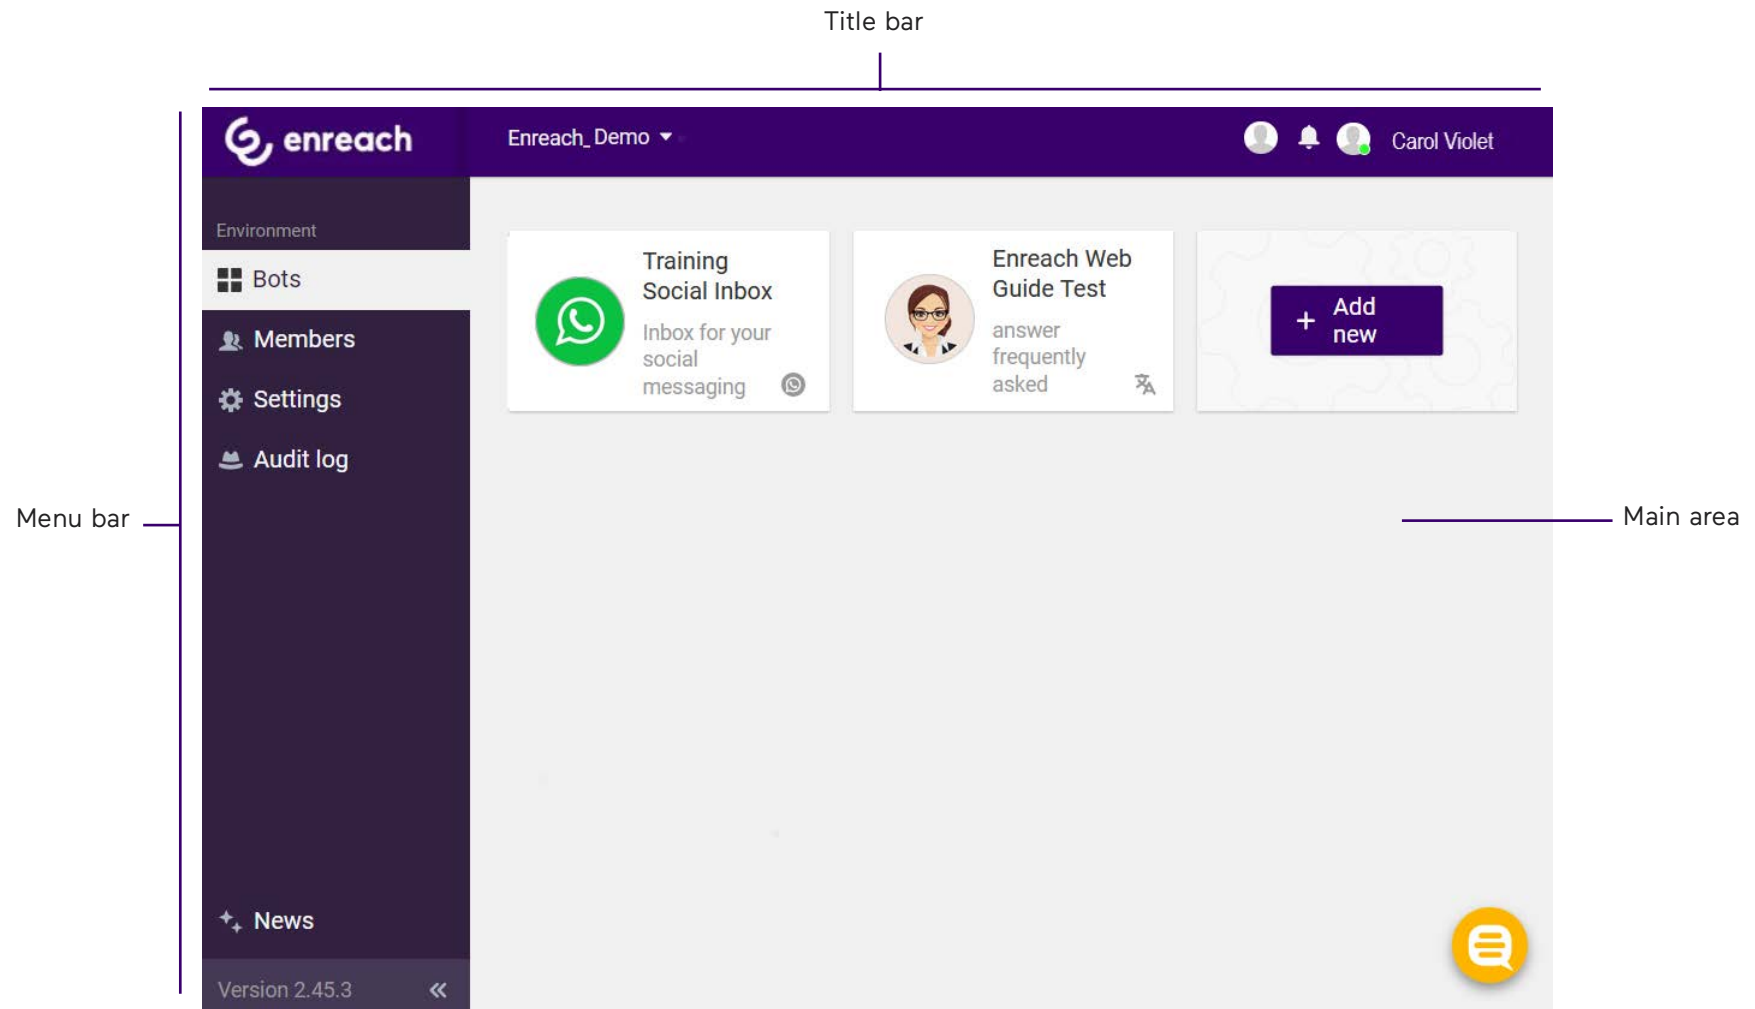 Title bar
enreach
Enreach_Demo
Carol Violet
Environment
Bots
Members
Settings
Audit log
Menu bar
News
Version 2.45.3
Training
Social Inbox
Inbox for your
social
messaging
Enreach Web
Guide Test
answer
frequently
asked
+ Add
new
Main area